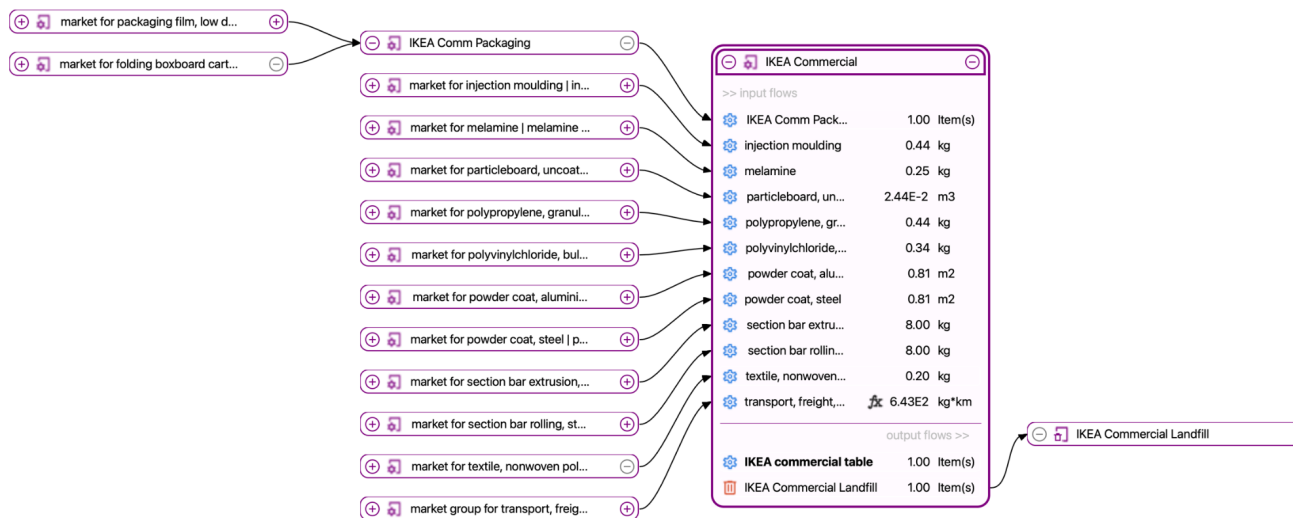 market for packaging film, low d...
market for folding boxboard cart...
IKEA Comm Packaging
market for injection moulding | in...
market for melamine | melamine ...
market for particleboard, uncoat...
market for polypropylene, granul...
market for polyvinylchloride, bul...
market for powder coat, alumini...
market for powder coat, steel | p...
market for section bar extrusion,...
market for section bar rolling, st...
market for textile, nonwoven pol...
market group for transport, freig...
IKEA Commercial
>> input flows
IKEA Comm Pack... 1.00 Item(s)
injection moulding 0.44 kg
melamine 0.25 kg
particleboard, un... 2.44E-2 m3
polypropylene, gr... 0.44 kg
polyvinylchloride,... 0.34 kg
powder coat, alu... 0.81 m2
powder coat, steel 0.81 m2
section bar extru... 8.00 kg
section bar rollin... 8.00 kg
textile, nonwoven... 0.20 kg
transport, freight,... fx 6.43E2 kg*km
output flows >>
IKEA commercial table 1.00 Item(s)
IKEA Commercial Landfill 1.00 Item(s)
IKEA Commercial Landfill